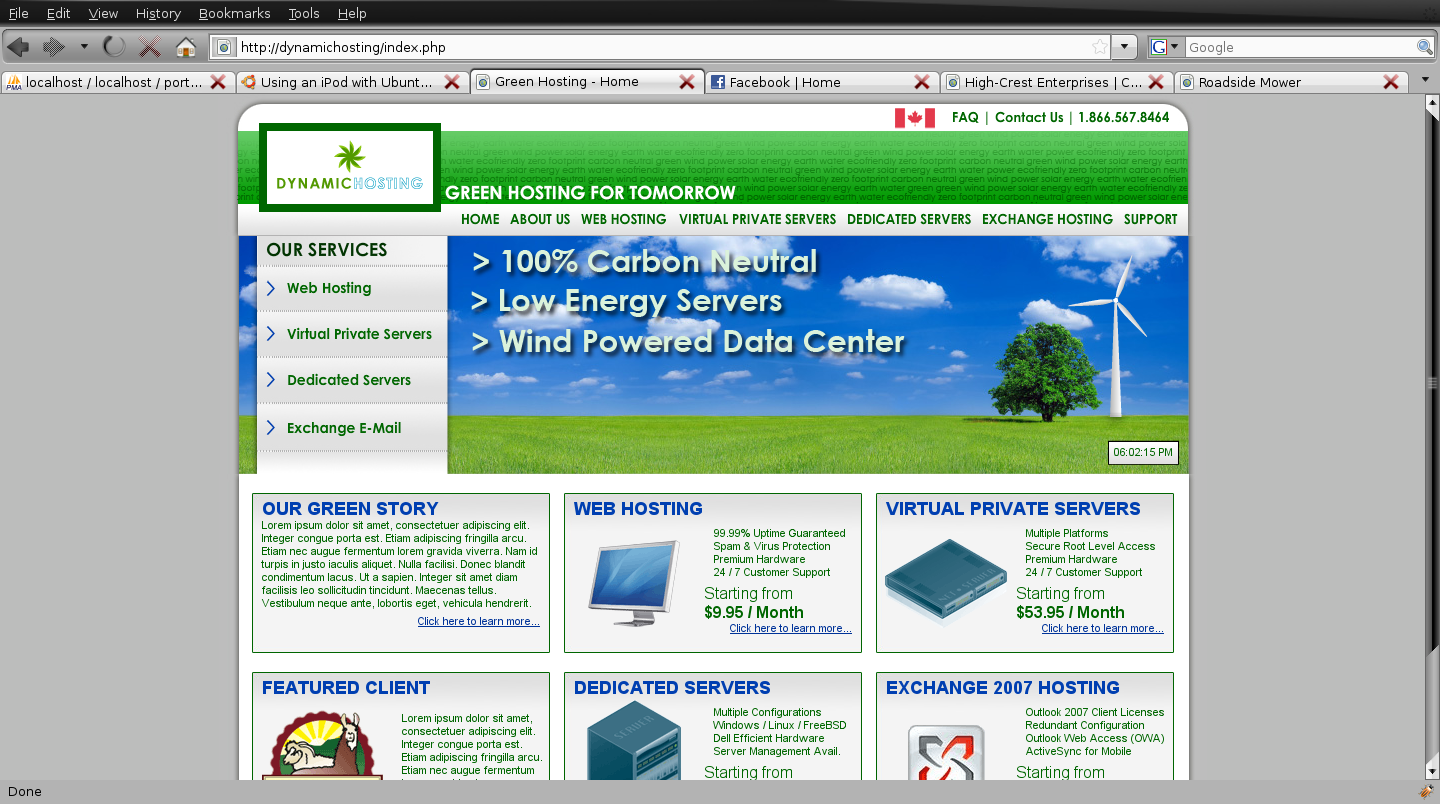 File Edit View History Bookmarks Tools Help
http://dynamichosting/index.php
G Google
PMA localhost / localhost / port... Using an iPod with Ubunt... Green Hosting - Home Facebook | Home High-Crest Enterprises | C... Roadside Mower
FAQ | Contact Us | 1.866.567.8464
DYNAMICHOSTING
GREEN HOSTING FOR TOMORROW
HOME ABOUT US WEB HOSTING VIRTUAL PRIVATE SERVERS DEDICATED SERVERS EXCHANGE HOSTING SUPPORT
OUR SERVICES
Web Hosting
Virtual Private Servers
Dedicated Servers
Exchange E-Mail
> 100% Carbon Neutral
> Low Energy Servers
> Wind Powered Data Center
06:02:15 PM
OUR GREEN STORY
Lorem ipsum dolor sit amet, consectetuer adipiscing elit.
Integer congue porta est. Etiam adipiscing fringilla arcu.
Etiam nec augue fermentum lorem gravida viverra. Nam id
turpis in justo iaculis aliquet. Nulla facilisi. Donec blandit
condimentum lacus. Ut a sapien. Integer sit amet diam
facilisis leo sollicitudin tincidunt. Maecenas tellus.
Vestibulum neque ante, lobortis eget, vehicula hendrerit.
Click here to learn more...
WEB HOSTING
99.99% Uptime Guaranteed
Spam & Virus Protection
Premium Hardware
24 / 7 Customer Support
Starting from
$9.95 / Month
Click here to learn more...
VIRTUAL PRIVATE SERVERS
Multiple Platforms
Secure Root Level Access
Premium Hardware
24 / 7 Customer Support
Starting from
$53.95 / Month
Click here to learn more...
FEATURED CLIENT
Lorem ipsum dolor sit amet,
consectetuer adipiscing elit.
Integer congue porta est.
Etiam adipiscing fringilla arcu.
Etiam nec augue fermentum
DEDICATED SERVERS
SERVER
Multiple Configurations
Windows / Linux / FreeBSD
Dell Efficient Hardware
Server Management Avail.
Starting from
EXCHANGE 2007 HOSTING
Outlook 2007 Client Licenses
Redundant Configuration
Outlook Web Access (OWA)
ActiveSync for Mobile
Starting from
Done